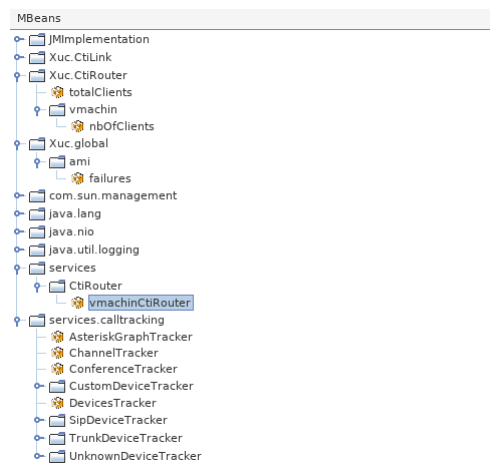 MBeans
JMImplementation
Xuc.CtiLink
Xuc.CtiRouter
totalClients
vmachin
nbOfClients
Xuc.global
ami
failures
com.sun.management
java.lang
java.nio
java.util.logging
services
CtiRouter
vmachinCtiRouter
services.calltracking
AsteriskGraphTracker
ChannelTracker
ConferenceTracker
CustomDeviceTracker
DevicesTracker
SipDeviceTracker
TrunkDeviceTracker
UnknownDeviceTracker